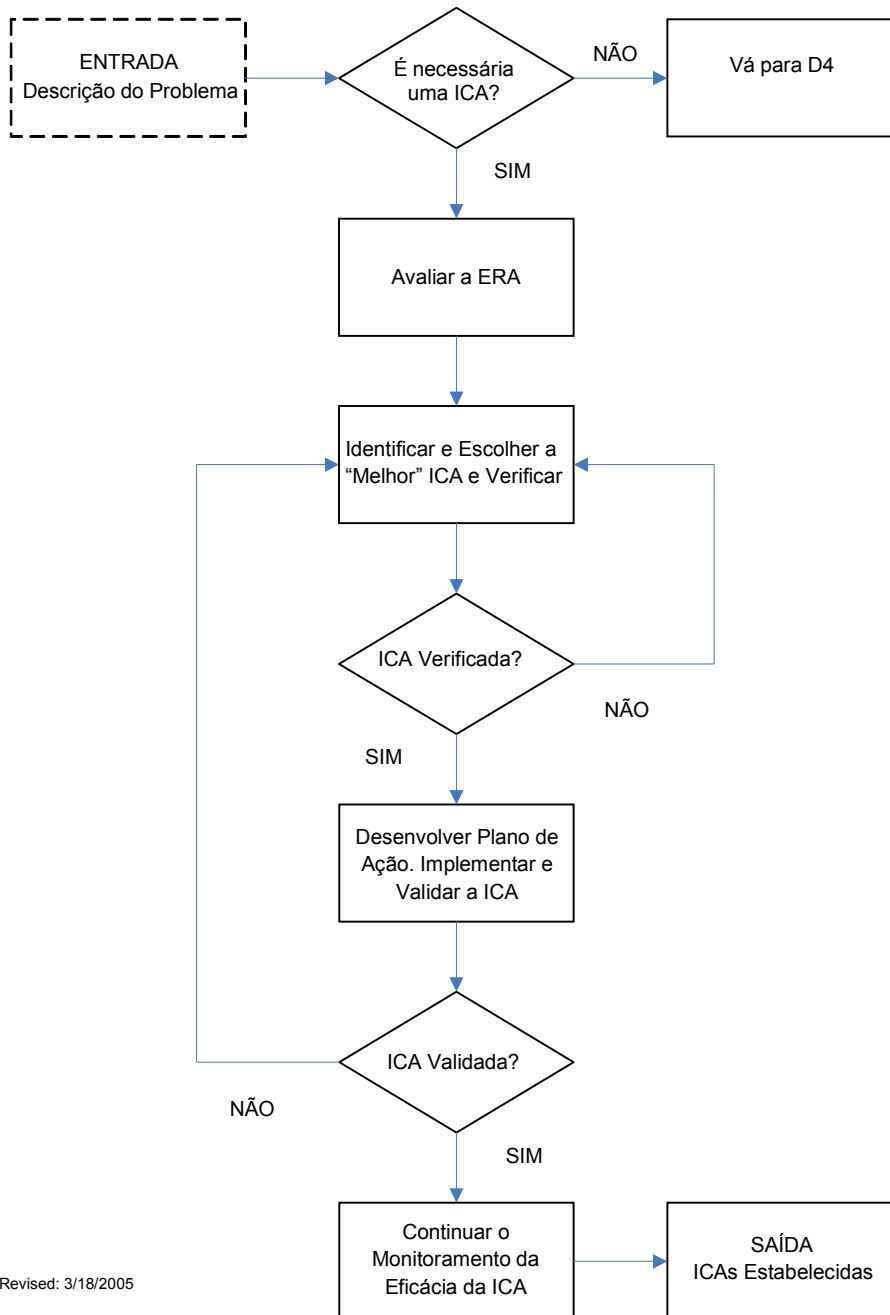 ENTRADA
Descrição do Problema
É necessária
uma ICA?
NÃO
Vá para D4
SIM
Avaliar a ERA
Identificar e Escolher a
“Melhor” ICA e Verificar
ICA Verificada?
NÃO
SIM
Desenvolver Plano de
Ação. Implementar e
Validar a ICA
ICA Validada?
NÃO
SIM
Continuar o
Monitoramento da
Eficácia da ICA
SAÍDA
ICAs Estabelecidas
Revised: 3/18/2005